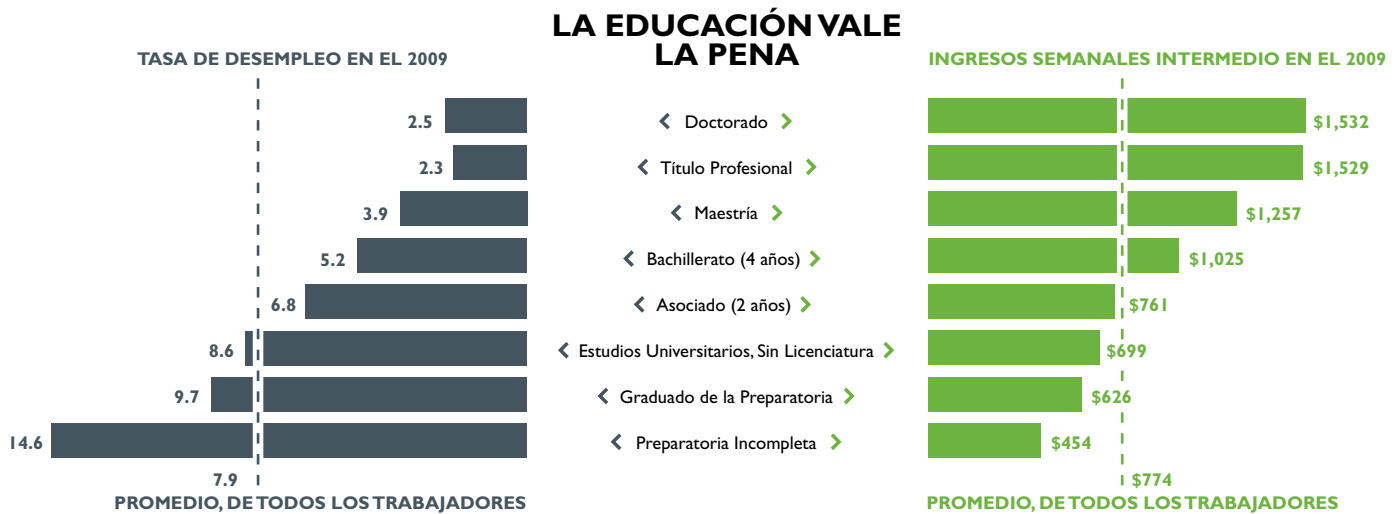 LA EDUCACIÓN VALE
LA PENA
TASA DE DESEMPLEO EN EL 2009
INGRESOS SEMANALES INTERMEDIO EN EL 2009
2.5 < Doctorado > $1,532
2.3 < Título Profesional > $1,529
3.9 < Maestría > $1,257
5.2 < Bachillerato (4 años) > $1,025
6.8 < Asociado (2 años) > $761
8.6 < Estudios Universitarios, Sin Licenciatura > $699
9.7 < Graduado de la Preparatoria > $626
14.6 < Preparatoria Incompleta > $454
7.9 $774
PROMEDIO, DE TODOS LOS TRABAJADORES
PROMEDIO, DE TODOS LOS TRABAJADORES